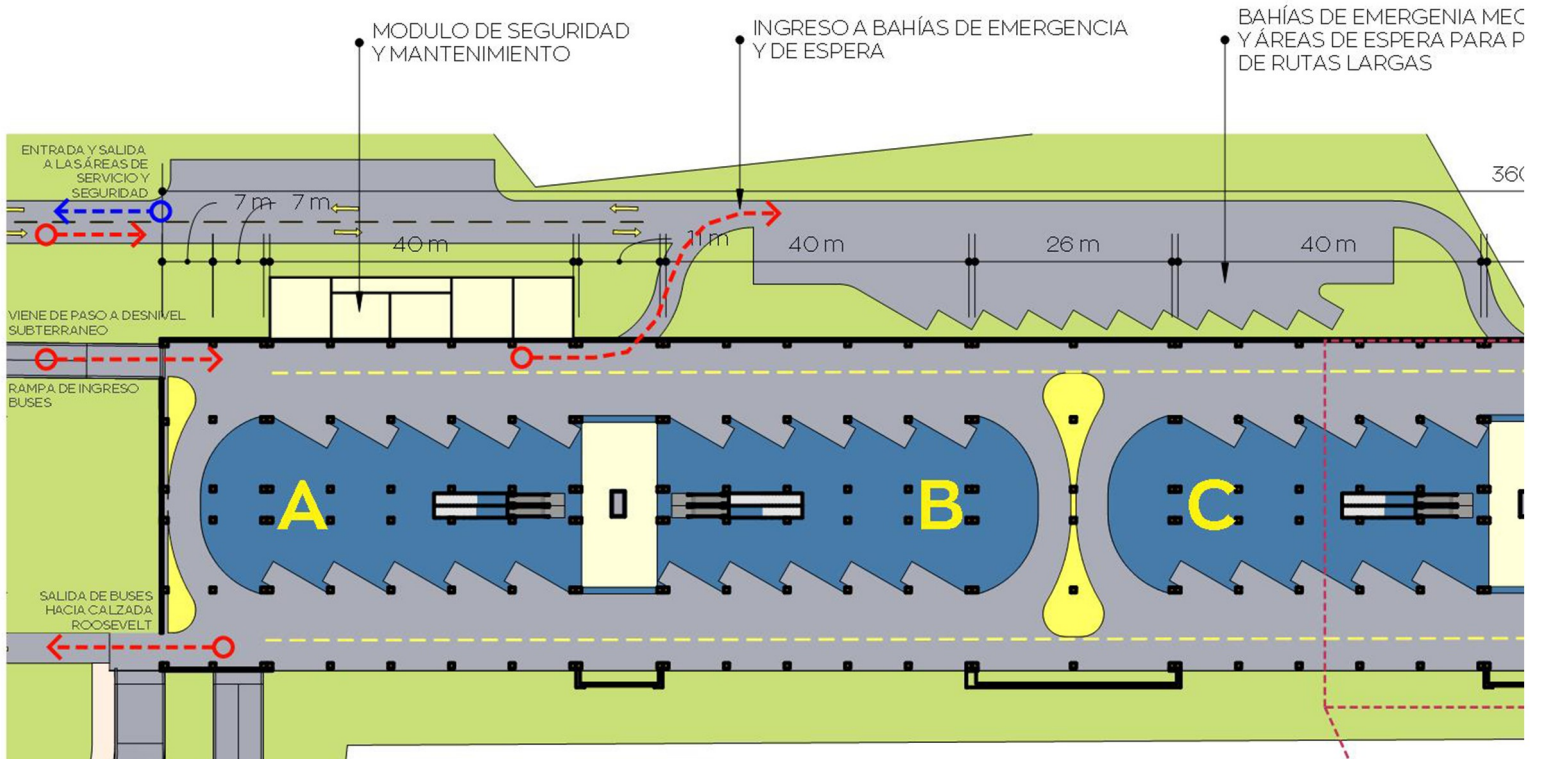 MODULO DE SEGURIDAD
Y MANTENIMIENTO
INGRESO A BAHÍAS DE EMERGENCIA
Y DE ESPERA
BAHÍAS DE EMERGENIA MEC
Y ÁREAS DE ESPERA PARA P
DE RUTAS LARGAS
ENTRADA Y SALIDA
A LAS ÁREAS DE
SERVICIO Y
SEGURIDAD
360
7 m
7 m
40 m
11 m
40 m
26 m
40 m
VIENE DE PASO A DESNIVEL
SUBTERRANEO
RAMPA DE INGRESO
BUSES
A
B
C
SALIDA DE BUSES
HACIA CALZADA
ROOSEVELT